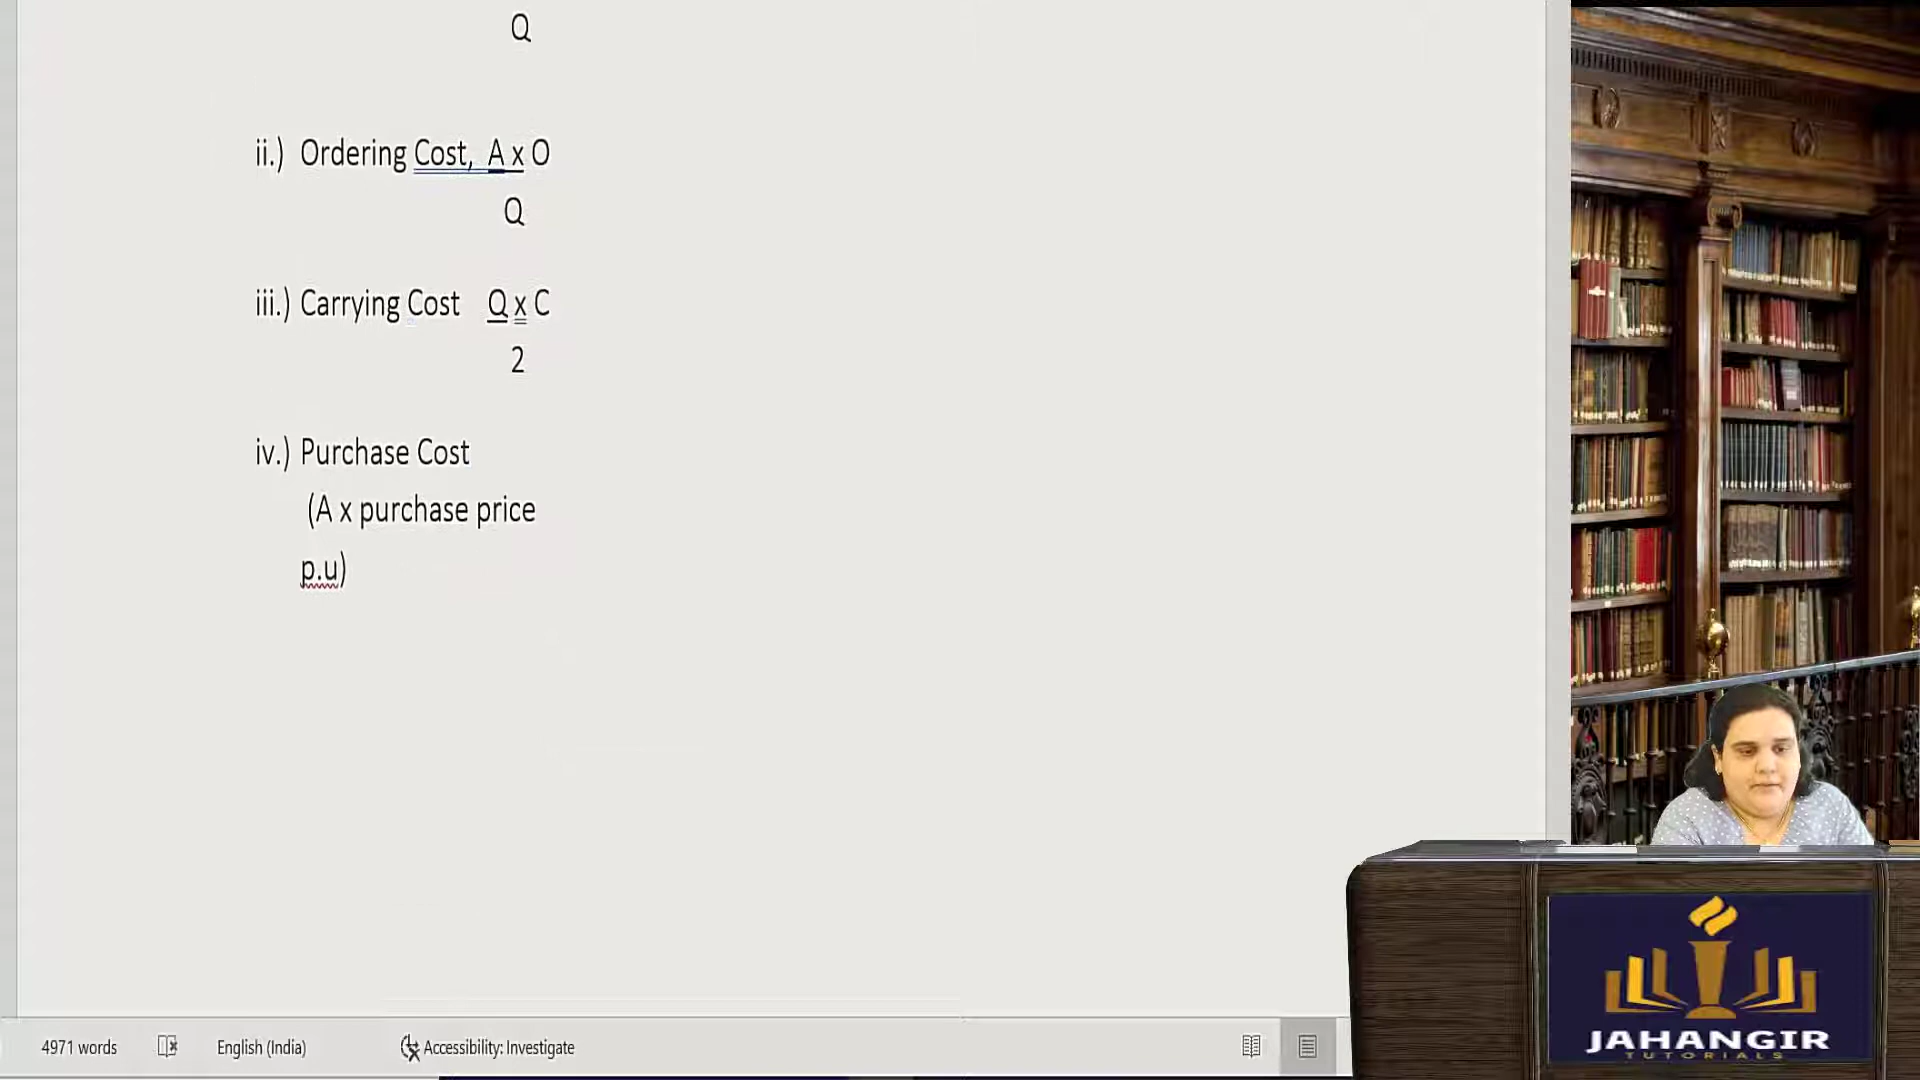 Q
ii.) Ordering Cost, A x O
Q
iii.) Carrying Cost Q x C
2
iv.) Purchase Cost
(A x purchase price
p.u)
4971 words English (India) Accessibility: Investigate
JAHANGIR
TUTORIALS